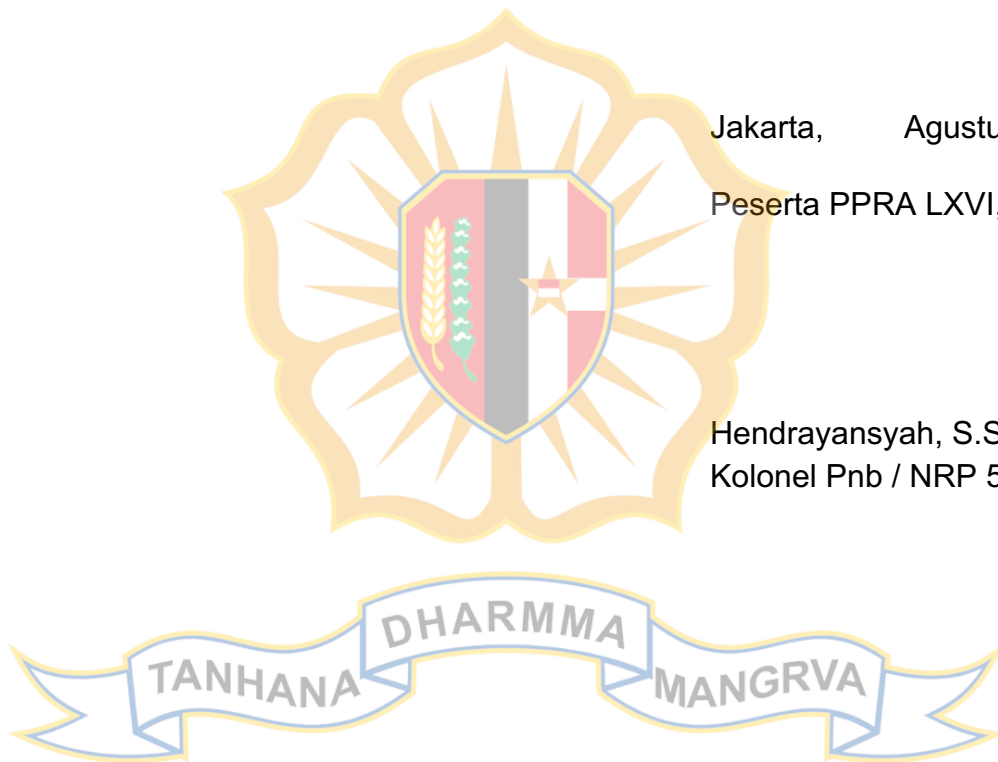 Jakarta, Agustu
Peserta PPRA LXVI,
Hendrayansyah, S.S
Kolonel Pnb / NRP 5
TANHANA DHARMMA MANGRVA